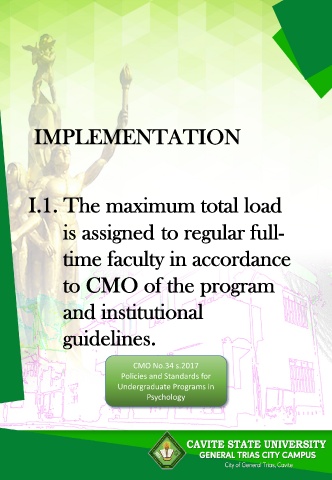 IMPLEMENTATION
I.1. The maximum total load
is assigned to regular full-
time faculty in accordance
to CMO of the program
and institutional
guidelines.
CMO No.34 s.2017
Policies and Standards for
Undergraduate Programs in
Psychology
CAVITE STATE UNIVERSITY
GENERAL TRIAS CITY CAMPUS
City of General Trias, Cavite